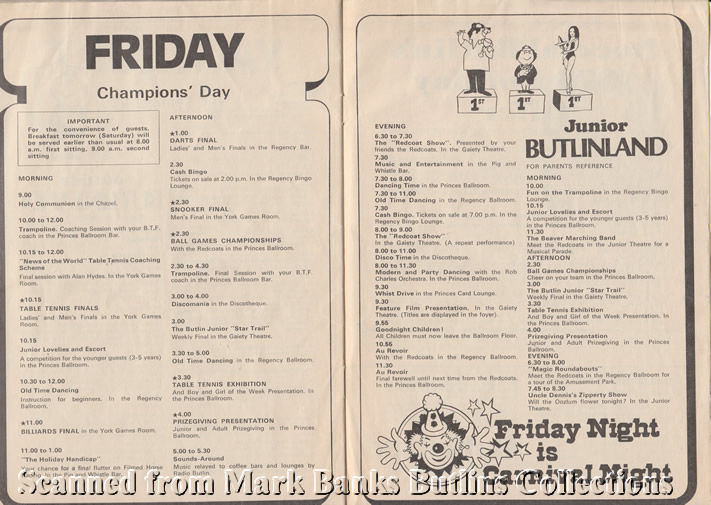 FRIDAY
Champions' Day
IMPORTANT
For the convenience of guests,
Breakfast tomorrow (Saturday) will
be served earlier than usual at 8.00
a.m. first sitting, 9.00 a.m. second
sitting
MORNING
9.00
Holy Communion in the Chapel.
10.00 to 12.00
Trampoline. Coaching Session with your B.T.F.
coach in the Princes Ballroom Bar.
10.15 to 12.00
"News of the World" Table Tennis Coaching
Scheme
Final session with Alan Hydes. In the York Games
Room.
★10.15
TABLE TENNIS FINALS
Ladies' and Men's Finals in the York Games
Room.
10.15
Junior Lovelies and Escort
A competition for the younger guests (3-5 years)
in the Princes Ballroom.
10.30 to 12.00
Old Time Dancing
Instruction for beginners. In the Regency
Ballroom.
★11.00
BILLIARDS FINAL in the York Games Room.
11.00 to 1.00
"The Holiday Handicap"
Your chance for a final flutter on Filmed Horse
Racing. In the Pig and Whistle Bar.
AFTERNOON
★1.00
DARTS FINAL
Ladies' and Men's Finals in the Regency Bar.
2.30
Cash Bingo
Tickets on sale at 2.00 p.m. In the Regency Bingo
Lounge.
★2.30
SNOOKER FINAL
Men's Final in the York Games Room.
★2.30
BALL GAMES CHAMPIONSHIPS
With the Redcoats in the Princes Ballroom.
2.30 to 4.30
Trampoline. Final Session with your B.T.F.
coach in the Princes Ballroom Bar.
3.00 to 4.00
Discomania in the Discotheque.
3.00
The Butlin Junior "Star Trail"
Weekly Final in the Gaiety Theatre.
3.30 to 5.00
Old Time Dancing in the Regency Ballroom.
★3.30
TABLE TENNIS EXHIBITION
And Boy and Girl of the Week Presentation. In
the Princes Ballroom.
★4.00
PRIZEGIVING PRESENTATION
Junior and Adult Prizegiving in the Princes
Ballroom.
5.00 to 5.30
Sounds-Around
Music relayed to coffee bars and lounges by
Radio Butlin.
1ST
1ST
1ST
EVENING
6.30 to 7.30
The "Redcoat Show". Presented by your
friends the Redcoats. In the Gaiety Theatre.
7.30
Music and Entertainment in the Pig and
Whistle Bar.
7.30 to 8.00
Dancing Time in the Princes Ballroom.
7.30 to 11.00
Old Time Dancing in the Regency Ballroom.
7.30
Cash Bingo. Tickets on sale at 7.00 p.m. In the
Regency Bingo Lounge.
8.00 to 9.00
The "Redcoat Show"
In the Gaiety Theatre. (A repeat performance)
8.00 to 11.00
Disco Time in the Discotheque.
8.00 to 11.30
Modern and Party Dancing with the Rob
Charles Orchestra. In the Princes Ballroom.
9.30
Whist Drive in the Princes Card Lounge.
9.30
Feature Film Presentation. In the Gaiety
Theatre. (Titles are displayed in the foyer).
9.55
Goodnight Children!
All Children must now leave the Ballroom Floor.
10.55
Au Revoir
With the Redcoats in the Regency Ballroom.
11.30
Au Revoir
Final farewell until next time from the Redcoats.
In the Princes Ballroom.
Junior
BUTLINLAND
FOR PARENTS REFERENCE
MORNING
10.00
Fun on the Trampoline in the Regency Bingo
Lounge.
10.15
Junior Lovelies and Escort
A competition for the younger guests (3-5 years)
in the Princes Ballroom.
11.30
The Beaver Marching Band
Meet the Redcoats in the Junior Theatre for a
Musical Parade.
AFTERNOON
2.30
Ball Games Championships
Cheer on your team in the Princes Ballroom.
3.00
The Butlin Junior "Star Trail"
Weekly Final in the Gaiety Theatre.
3.30
Table Tennis Exhibition
And Boy and Girl of the Week Presentation. In
the Princes Ballroom.
4.00
Prizegiving Presentation
Junior and Adult Prizegiving in the Princes
Ballroom.
EVENING
6.30 to 8.00
"Magic Roundabouts"
Meet the Redcoats in the Regency Ballroom for
a tour of the Amusement Park.
7.45 to 8.30
Uncle Dennis's Zipperty Show
Will the Oozlum flower tonight? In the Junior
Theatre.
Friday Night
is
Carnival Night
Scanned from Mark Banks Butlins Collections